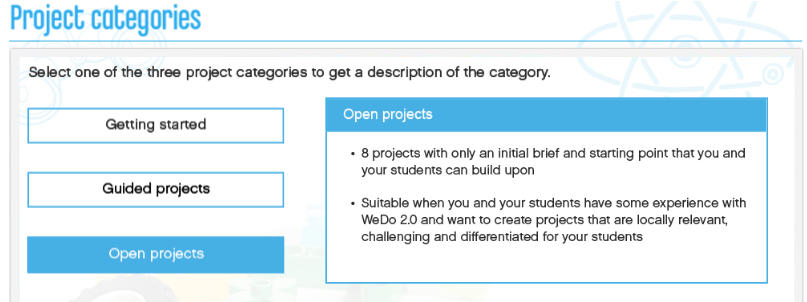 Project categories
Select one of the three project categories to get a description of the category.
Getting started
Guided projects
Open projects
Open projects
• 8 projects with only an initial brief and starting point that you and
your students can build upon
• Suitable when you and your students have some experience with
WeDo 2.0 and want to create projects that are locally relevant,
challenging and differentiated for your students